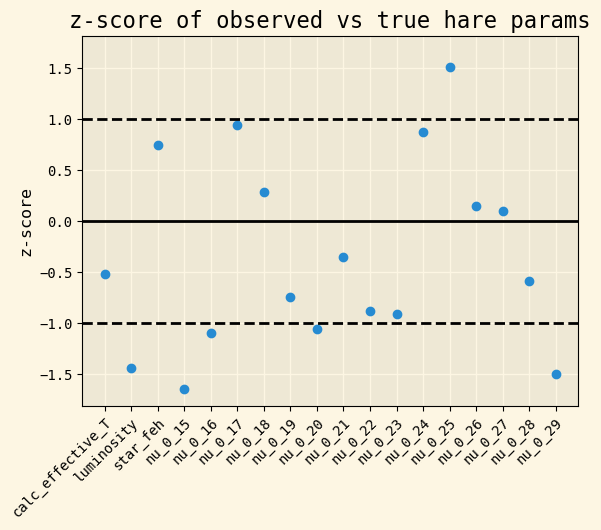 z-score of observed vs true hare params
z-score
1.5
1.0
0.5
0.0
−0.5
−1.0
−1.5
calc_effective_T
luminosity
star_feh
nu_0_15
nu_0_16
nu_0_17
nu_0_18
nu_0_19
nu_0_20
nu_0_21
nu_0_22
nu_0_23
nu_0_24
nu_0_25
nu_0_26
nu_0_27
nu_0_28
nu_0_29